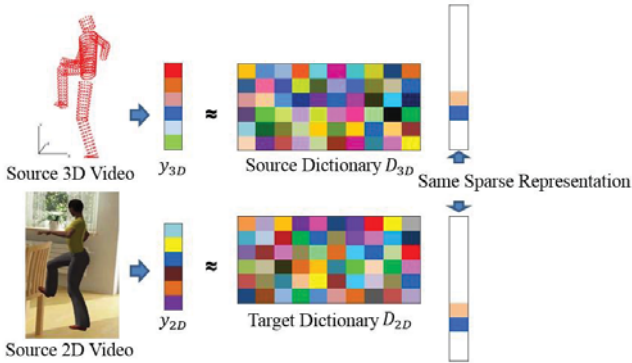 Source 3D Video
y3D
≈
Source Dictionary D3D
Same Sparse Representation
Source 2D Video
y2D
≈
Target Dictionary D2D